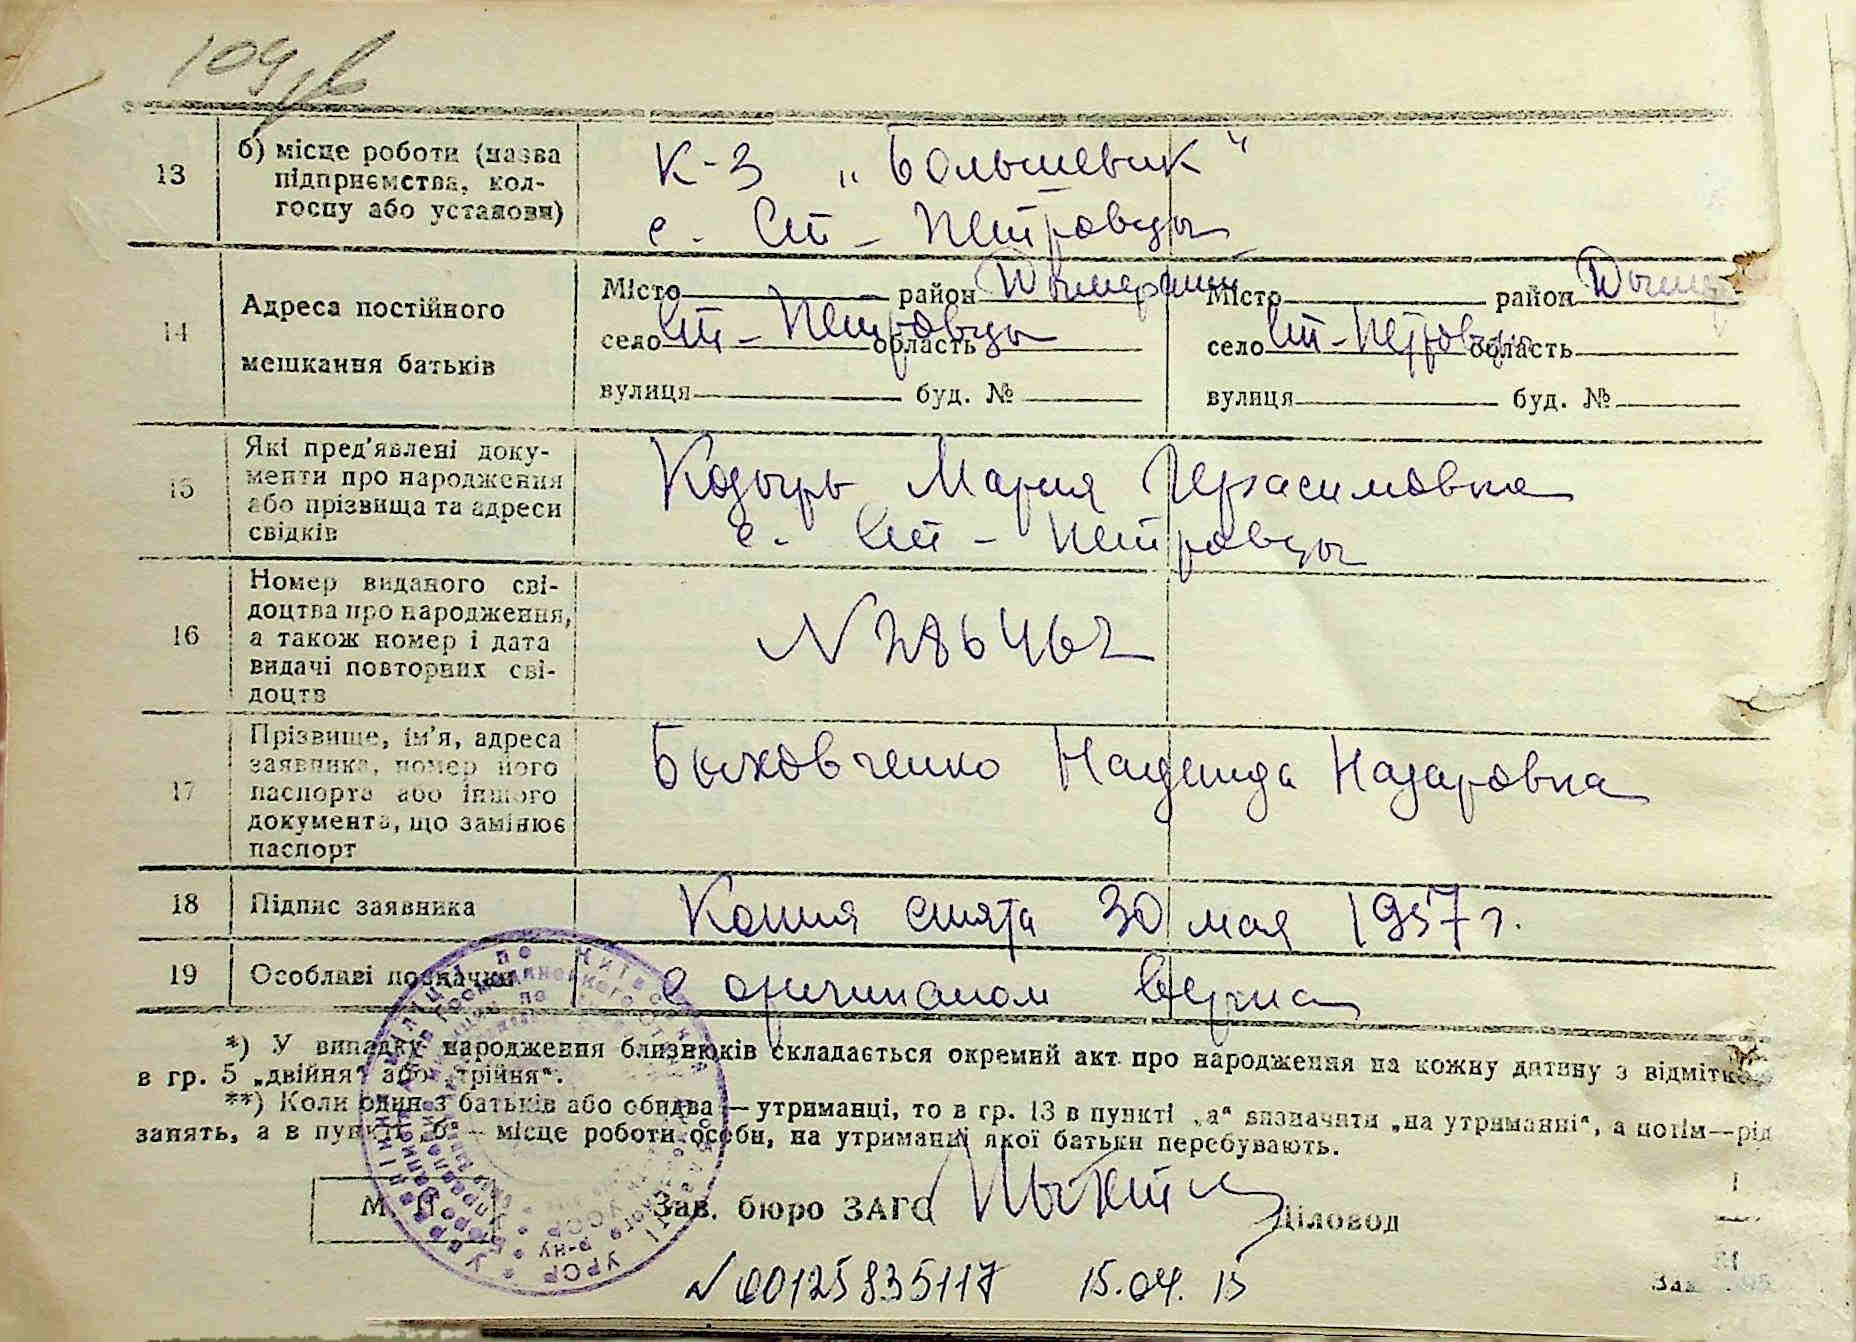 109
13
б) місце роботи (назва
підприємства, кол-
госпу або установи)
К-з „Большевик"
с. Ст-Петровцы
14
Адреса постійного
мешкання батьків
Місто район Дымерский
село Ст-Петровцы область
вулиця буд. №
Місто район Дымер-
село Ст-Петровцы область
вулиця буд. №
15
Які пред'явлені доку-
менти про народження
або прізвища та адреси
свідків
Козырь Мария Герасимовна
с. Ст-Петровцы
16
Номер виданого сві-
доцтва про народження,
а також номер і дата
видачі повторних сві-
доцтв
N 286462
17
Прізвище, ім'я, адреса
заявника, номер його
паспорта або іншого
документа, що замінює
паспорт
Быховченко Надежда Назаровна
18
Підпис заявника
Копия снята 30 мая 1957 г.
19
Особливі позначки
с оригиналом верна
*) У випадку народження близнюків складається окремий акт про народження на кожну дитину з відміткою
в гр. 5 „двійня" або „трійня".
**) Коли один з батьків або обидва — утриманці, то в гр. 13 в пункті „а" визначати „на утриманні", а потім—рід
занять, а в пункті „б" — місце роботи особи, на утриманні якої батьки перебувають.
М. П.
Зав. бюро ЗАГС
Діловод
N 00125835117 15.04.15